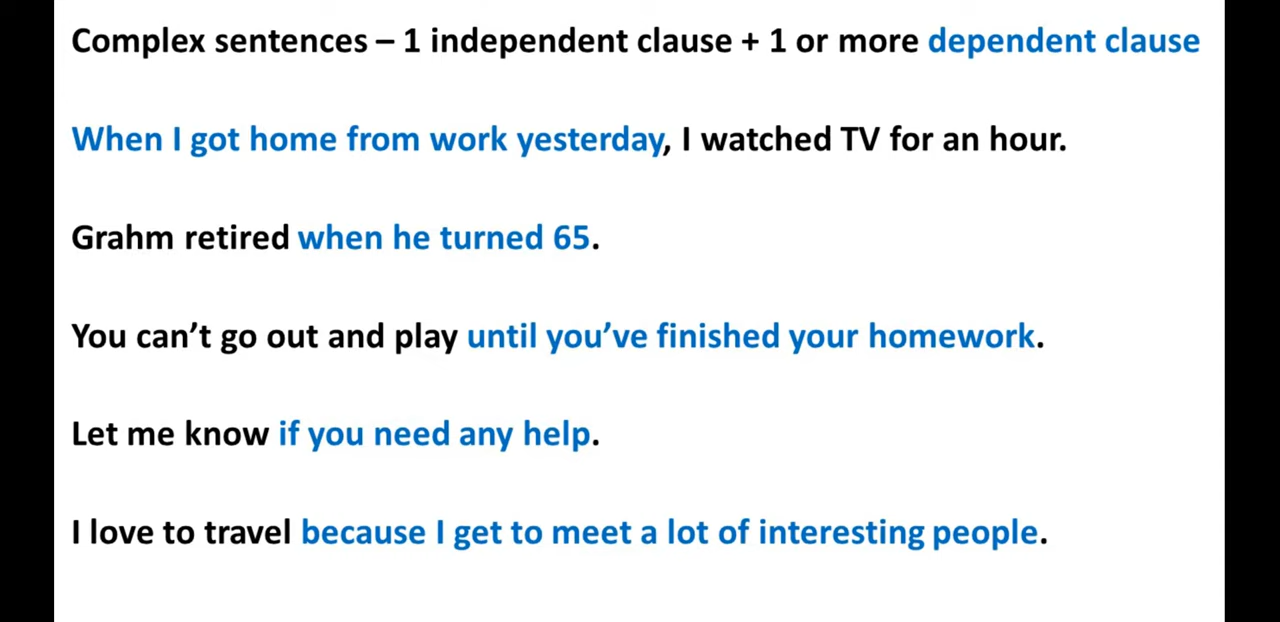 Complex sentences – 1 independent clause + 1 or more dependent clause
When I got home from work yesterday, I watched TV for an hour.
Grahm retired when he turned 65.
You can’t go out and play until you’ve finished your homework.
Let me know if you need any help.
I love to travel because I get to meet a lot of interesting people.